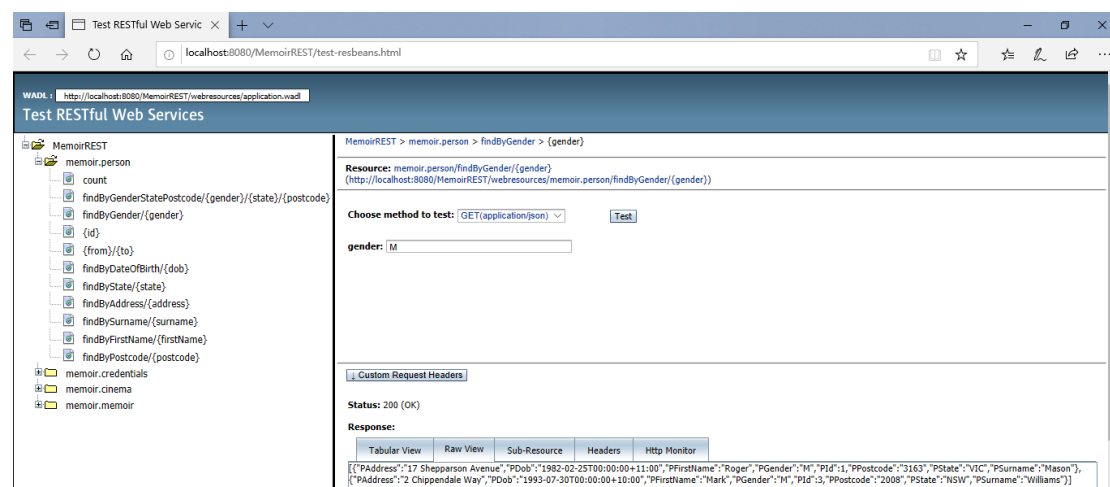 Test RESTful Web Servic
localhost:8080/MemoirREST/test-resbeans.html
WADL : http://localhost:8080/MemoirREST/webresources/application.wadl
Test RESTful Web Services
MemoirREST
memoir.person
count
findByGenderStatePostcode/{gender}/{state}/{postcode}
findByGender/{gender}
{id}
{from}/{to}
findByDateOfBirth/{dob}
findByState/{state}
findByAddress/{address}
findBySurname/{surname}
findByFirstName/{firstName}
findByPostcode/{postcode}
memoir.credentials
memoir.cinema
memoir.memoir
MemoirREST > memoir.person > findByGender > {gender}
Resource: memoir.person/findByGender/{gender}
(http://localhost:8080/MemoirREST/webresources/memoir.person/findByGender/{gender})
Choose method to test: GET(application/json) Test
gender: M
↓ Custom Request Headers
Status: 200 (OK)
Response:
Tabular View Raw View Sub-Resource Headers Http Monitor
[{"PAddress":"17 Shepparson Avenue","PDob":"1982-02-25T00:00:00+11:00","PFirstName":"Roger","PGender":"M","PId":1,"PPostcode":"3163","PState":"VIC","PSurname":"Mason"},
{"PAddress":"2 Chippendale Way","PDob":"1993-07-30T00:00:00+10:00","PFirstName":"Mark","PGender":"M","PId":3,"PPostcode":"2008","PState":"NSW","PSurname":"Williams"}]